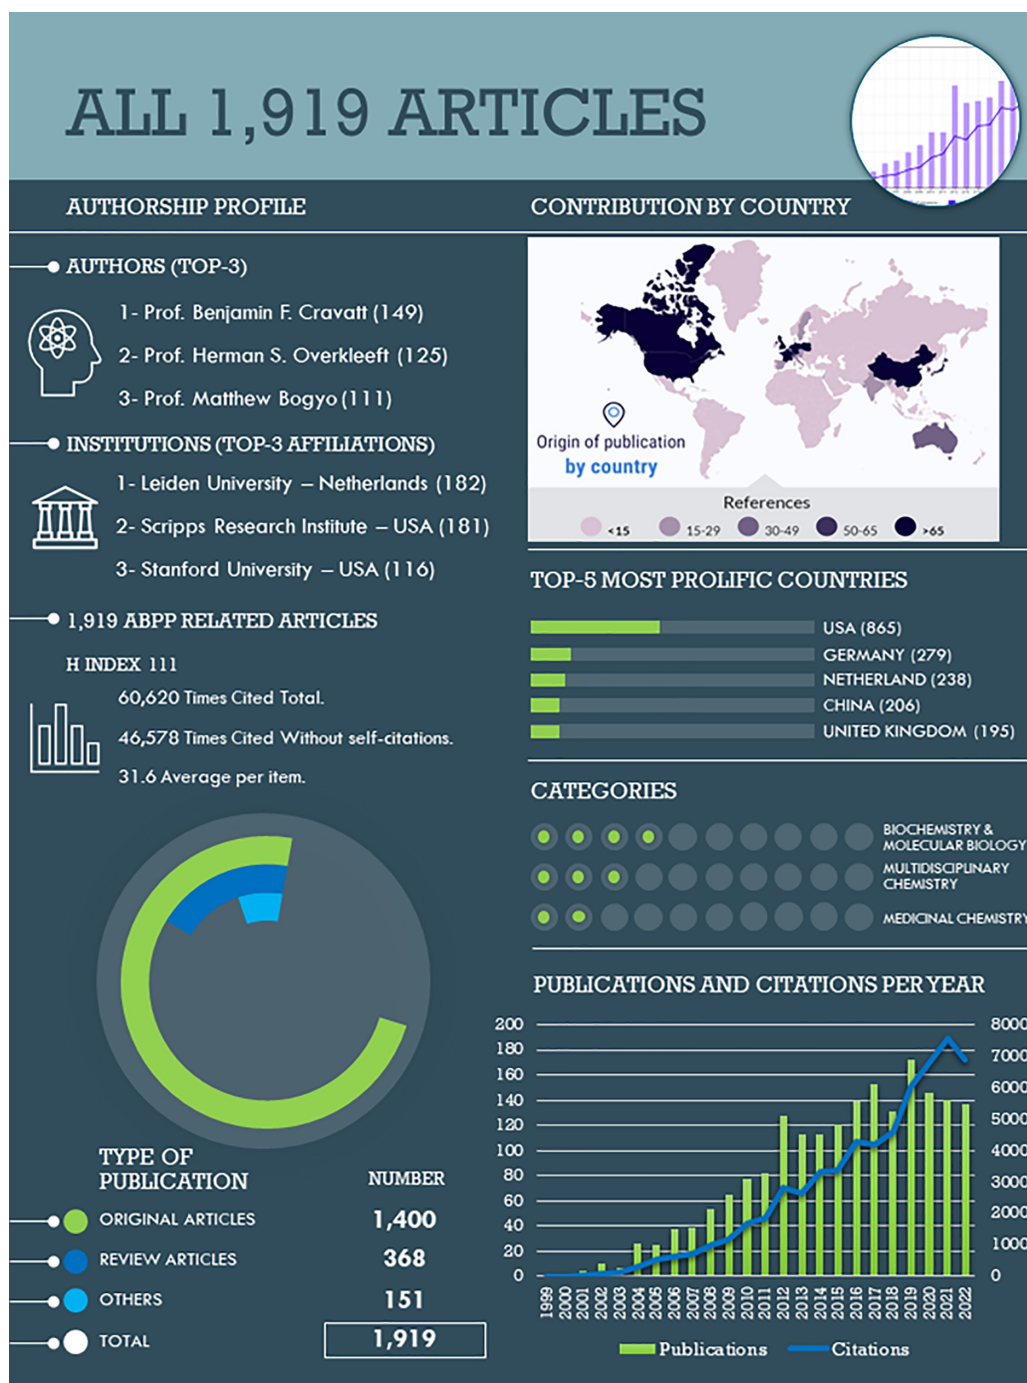 ALL 1,919 ARTICLES
AUTHORSHIP PROFILE
AUTHORS (TOP-3)
1- Prof. Benjamin F. Cravatt (149)
2- Prof. Herman S. Overkleeft (125)
3- Prof. Matthew Bogyo (111)
INSTITUTIONS (TOP-3 AFFILIATIONS)
1- Leiden University – Netherlands (182)
2- Scripps Research Institute – USA (181)
3- Stanford University – USA (116)
1,919 ABPP RELATED ARTICLES
H INDEX 111
60,620 Times Cited Total.
46,578 Times Cited Without self-citations.
31.6 Average per item.
TYPE OF
PUBLICATION
NUMBER
ORIGINAL ARTICLES 1,400
REVIEW ARTICLES 368
OTHERS 151
TOTAL 1,919
CONTRIBUTION BY COUNTRY
Origin of publication
by country
References
<15 15-29 30-49 50-65 >65
TOP-5 MOST PROLIFIC COUNTRIES
USA (865)
GERMANY (279)
NETHERLAND (238)
CHINA (206)
UNITED KINGDOM (195)
CATEGORIES
BIOCHEMISTRY &
MOLECULAR BIOLOGY
MULTIDISCIPLINARY
CHEMISTRY
MEDICINAL CHEMISTRY
PUBLICATIONS AND CITATIONS PER YEAR
200 8000
180 7000
160 6000
140 5000
120 4000
100 3000
80 2000
60 1000
40 0
20
0
1999 2000 2001 2002 2003 2004 2005 2006 2007 2008 2009 2010 2011 2012 2013 2014 2015 2016 2017 2018 2019 2020 2021 2022
Publications Citations